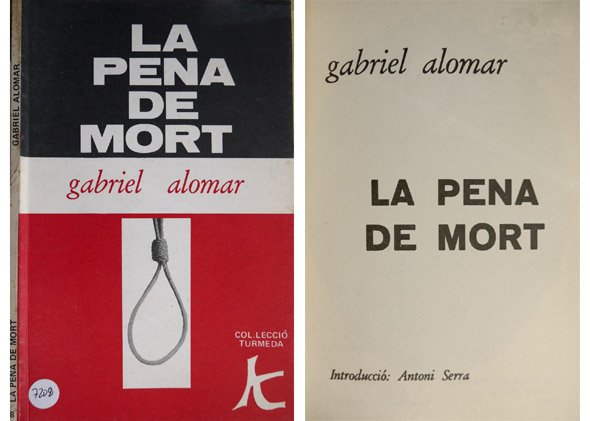 LA
PENA
DE
MORT
gabriel alomar
COL.LECCIÓ
TURMEDA
7208
8 LA PENA DE MORT
GABRIEL ALOMAR
gabriel alomar
LA PENA
DE MORT
Introducció: Antoni Serra